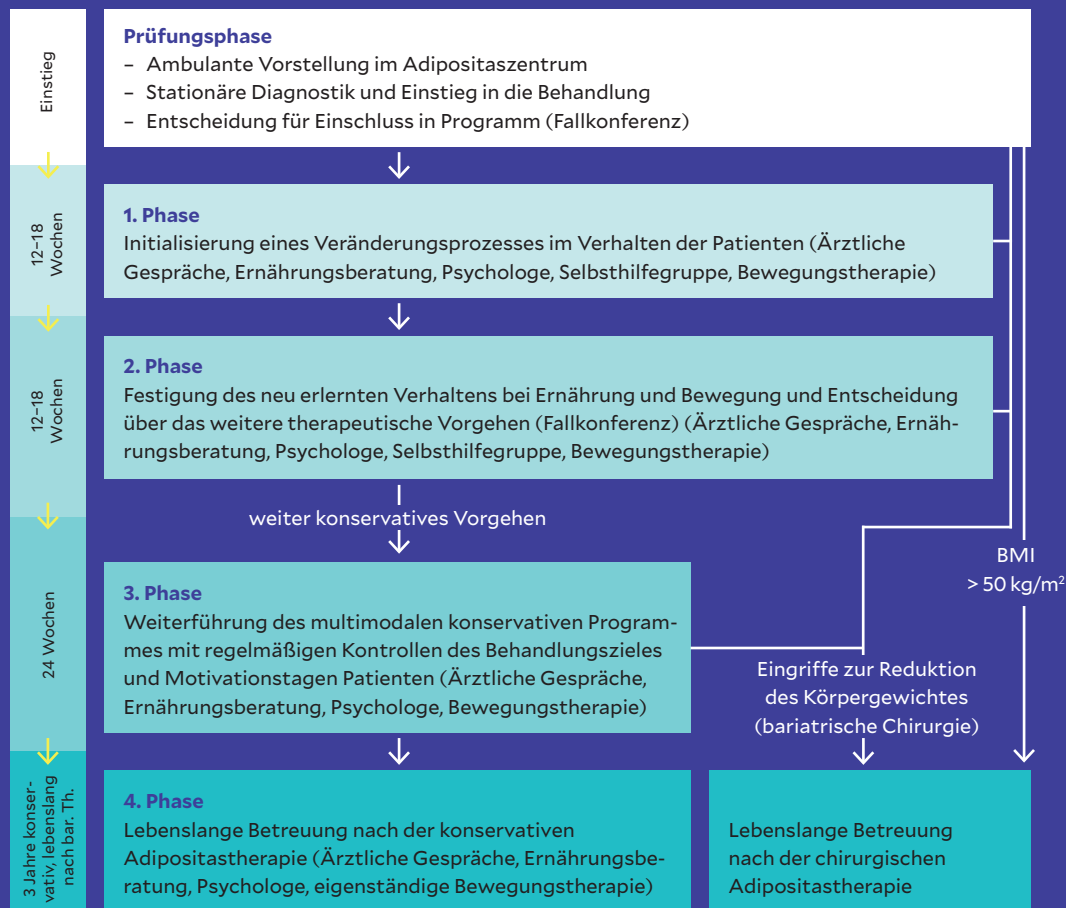 Einstieg
Prüfungsphase
– Ambulante Vorstellung im Adipositaszentrum
– Stationäre Diagnostik und Einstieg in die Behandlung
– Entscheidung für Einschluss in Programm (Fallkonferenz)
12–18
Wochen
1. Phase
Initialisierung eines Veränderungsprozesses im Verhalten der Patienten (Ärztliche
Gespräche, Ernährungsberatung, Psychologe, Selbsthilfegruppe, Bewegungstherapie)
12–18
Wochen
2. Phase
Festigung des neu erlernten Verhaltens bei Ernährung und Bewegung und Entscheidung
über das weitere therapeutische Vorgehen (Fallkonferenz) (Ärztliche Gespräche, Ernäh-
rungsberatung, Psychologe, Selbsthilfegruppe, Bewegungstherapie)
weiter konservatives Vorgehen
24 Wochen
3. Phase
Weiterführung des multimodalen konservativen Program-
mes mit regelmäßigen Kontrollen des Behandlungszieles
und Motivationstagen Patienten (Ärztliche Gespräche,
Ernährungsberatung, Psychologe, Bewegungstherapie)
BMI
> 50 kg/m²
Eingriffe zur Reduktion
des Körpergewichtes
(bariatrische Chirurgie)
3 Jahre konser-
vativ, lebenslang
nach bar. Th.
4. Phase
Lebenslange Betreuung nach der konservativen
Adipositastherapie (Ärztliche Gespräche, Ernährungsbe-
ratung, Psychologe, eigenständige Bewegungstherapie)
Lebenslange Betreuung
nach der chirurgischen
Adipositastherapie